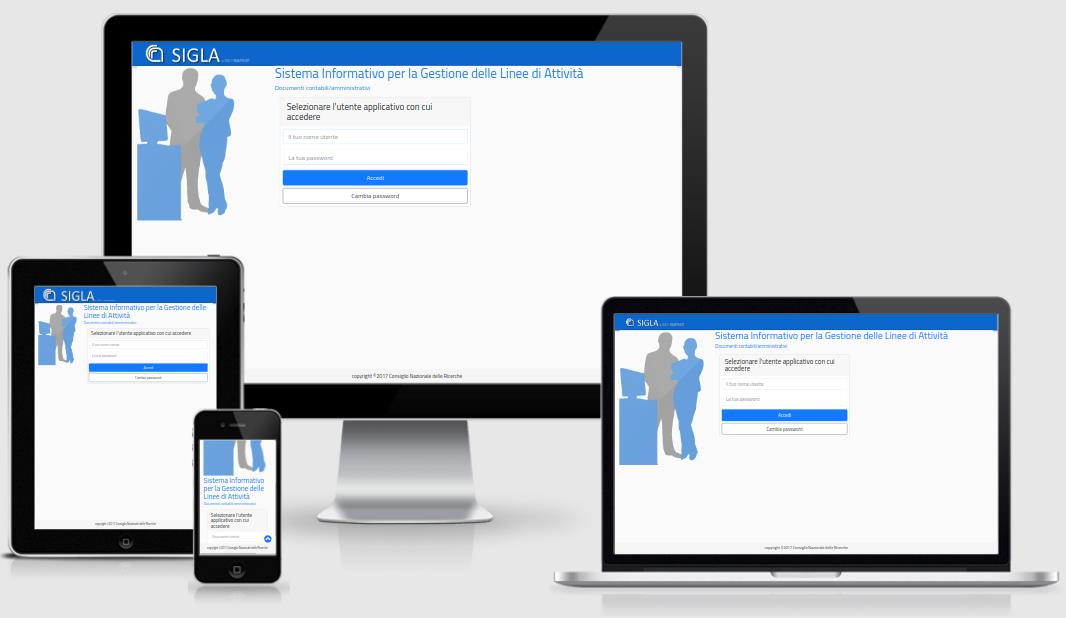 SIGLA
Sistema Informativo per la Gestione delle Linee di Attività
Documenti contabili/amministrativi
Selezionare l'utente applicativo con cui
accedere
Il tuo nome utente
La tua password
Accedi
Cambia password
copyright ©2017 Consiglio Nazionale delle Ricerche
SIGLA
Sistema Informativo per la Gestione delle
Linee di Attività
Documenti contabili/amministrativi
Selezionare l'utente applicativo con cui accedere
Il tuo nome utente
La tua password
Accedi
Cambia password
copyright ©2017 Consiglio Nazionale delle Ricerche
Sistema Informativo
per la Gestione delle
Linee di Attività
Documenti contabili/amministrativi
Selezionare l'utente
applicativo con cui
accedere
Il tuo nome utente
copyright ©2017 Consiglio Nazionale delle Ricerche
SIGLA
Sistema Informativo per la Gestione delle Linee di Attività
Documenti contabili/amministrativi
Selezionare l'utente applicativo con cui
accedere
Il tuo nome utente
La tua password
Accedi
Cambia password
copyright ©2017 Consiglio Nazionale delle Ricerche